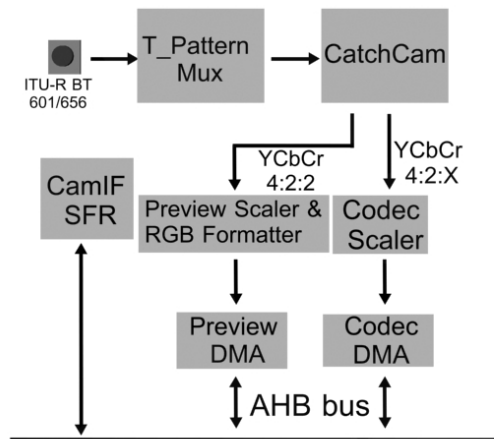 ITU-R BT
601/656
T_Pattern
Mux
CatchCam
YCbCr
4:2:2
YCbCr
4:2:X
CamIF
SFR
Preview Scaler &
RGB Formatter
Codec
Scaler
Preview
DMA
Codec
DMA
AHB bus